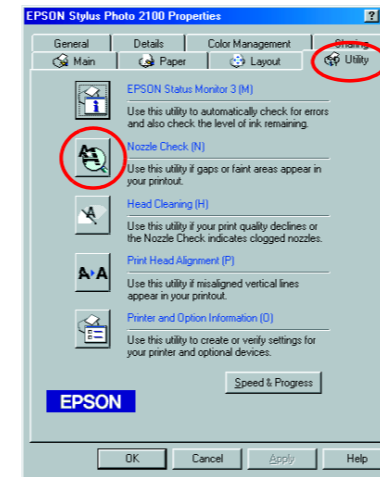 EPSON Stylus Photo 2100 Properties
General Details Color Management Sharing
Main Paper Layout Utility
EPSON Status Monitor 3 (M)
Use this utility to automatically check for errors
and also check the level of ink remaining.
Nozzle Check (N)
Use this utility if gaps or faint areas appear in
your printout.
Head Cleaning (H)
Use this utility if your print quality declines or
the Nozzle Check indicates clogged nozzles.
Print Head Alignment (P)
Use this utility if misaligned vertical lines
appear in your printout.
Printer and Option Information (O)
Use this utility to create or verify settings for
your printer and optional devices.
Speed & Progress
EPSON
OK Cancel Apply Help